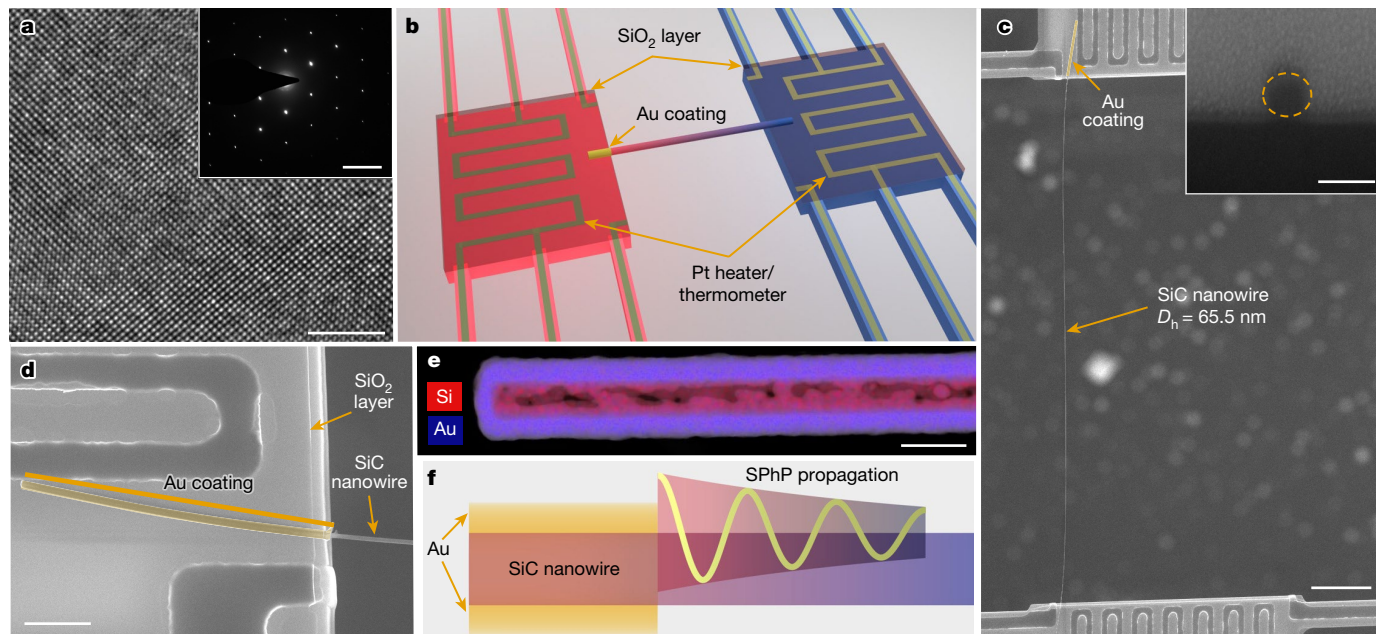 a
b
SiO₂ layer
Au coating
Pt heater/
thermometer
c
Au
coating
SiC nanowire
Dₕ = 65.5 nm
d
SiO₂
layer
SiC
nanowire
Au coating
e
Si
Au
f
SPhP propagation
Au
SiC nanowire